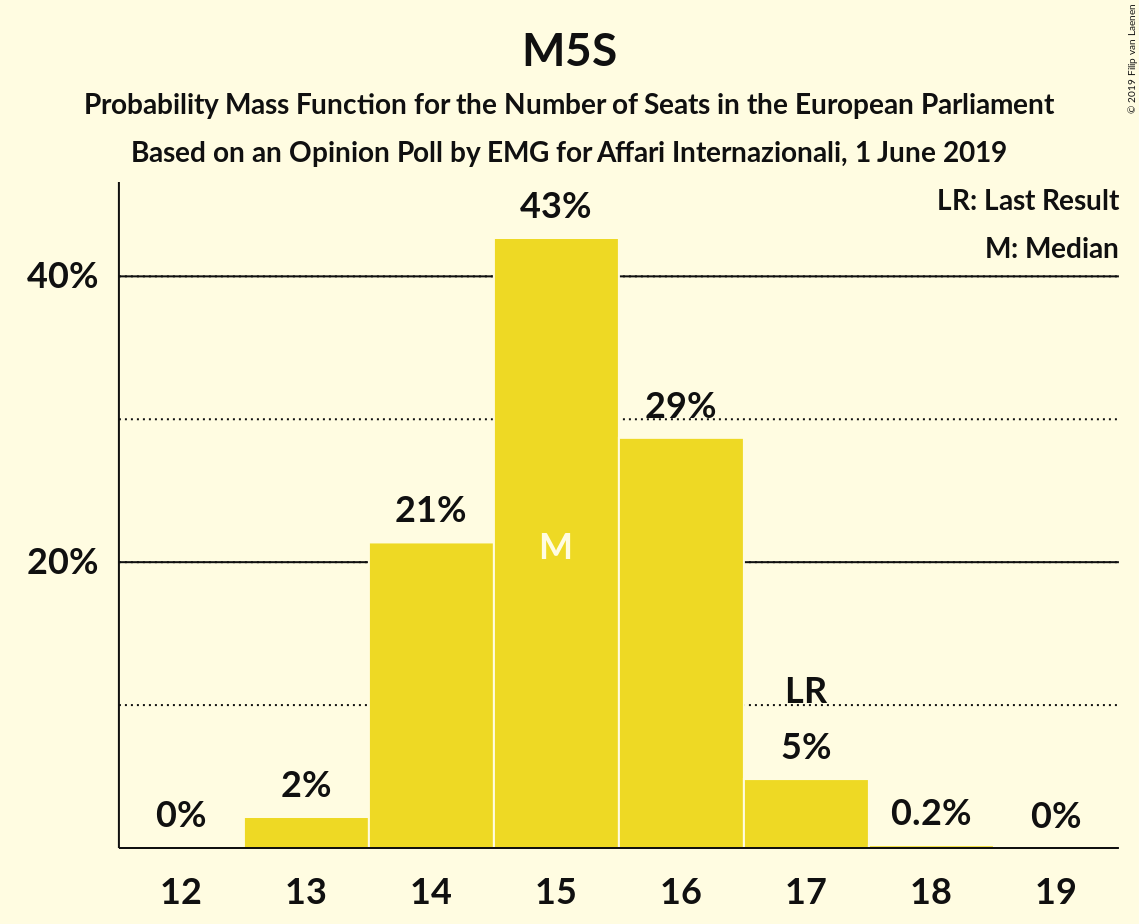 M5S
Probability Mass Function for the Number of Seats in the European Parliament
Based on an Opinion Poll by EMG for Affari Internazionali, 1 June 2019
© 2019 Filip van Laenen
LR: Last Result
M: Median
43%
40%
29%
21%
M
20%
LR
5%
2%
0%
0.2%
0%
12 13 14 15 16 17 18 19